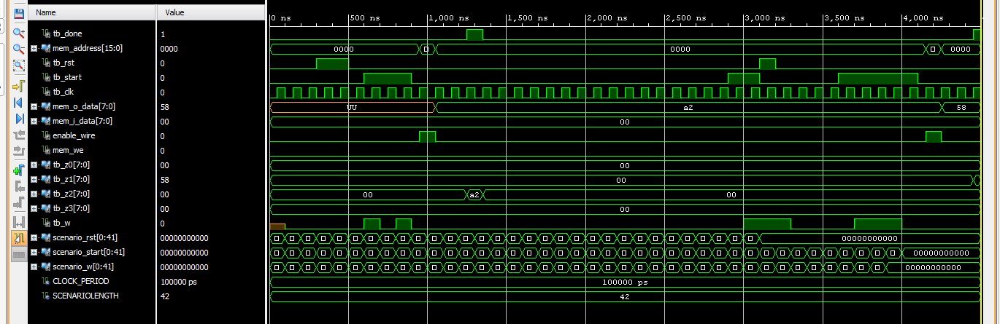 Name Value 0 ns 500 ns 1,000 ns 1,500 ns 2,000 ns 2,500 ns 3,000 ns 3,500 ns 4,000 ns
tb_done 1
mem_address[15:0] 0000 0000 0000 0000
tb_rst 0
tb_start 0
tb_clk 0
mem_o_data[7:0] 58 UU a2 58
mem_i_data[7:0] 00 00
enable_wire 0
mem_we 0
tb_z0[7:0] 00 00
tb_z1[7:0] 58 00
tb_z2[7:0] 00 00 a2 00
tb_z3[7:0] 00 00
tb_w 0
scenario_rst[0:41] 00000000000 00000000000
scenario_start[0:41] 00000000000 00000000000
scenario_w[0:41] 00000000000 00000000000
CLOCK_PERIOD 100000 ps 100000 ps
SCENARIOLENGTH 42 42